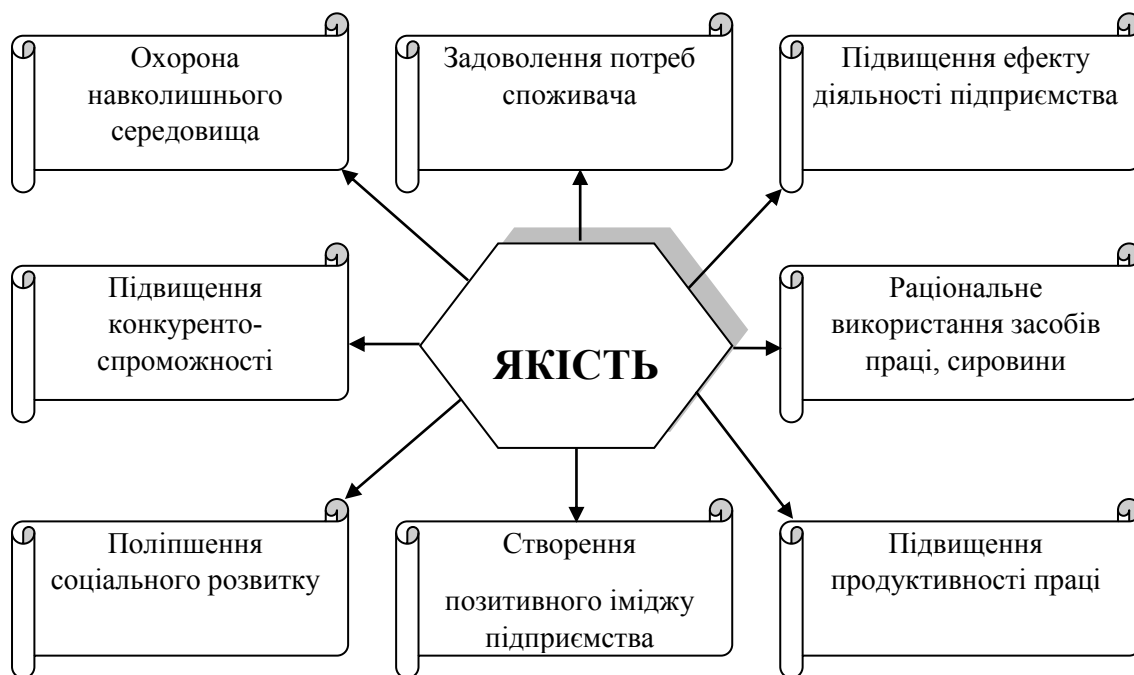 Охорона
навколишнього
середовища
Задоволення потреб
споживача
Підвищення ефекту
діяльності підприємства
Підвищення
конкуренто-
спроможності
ЯКІСТЬ
Раціональне
використання засобів
праці, сировини
Поліпшення
соціального розвитку
Створення
позитивного іміджу
підприємства
Підвищення
продуктивності праці